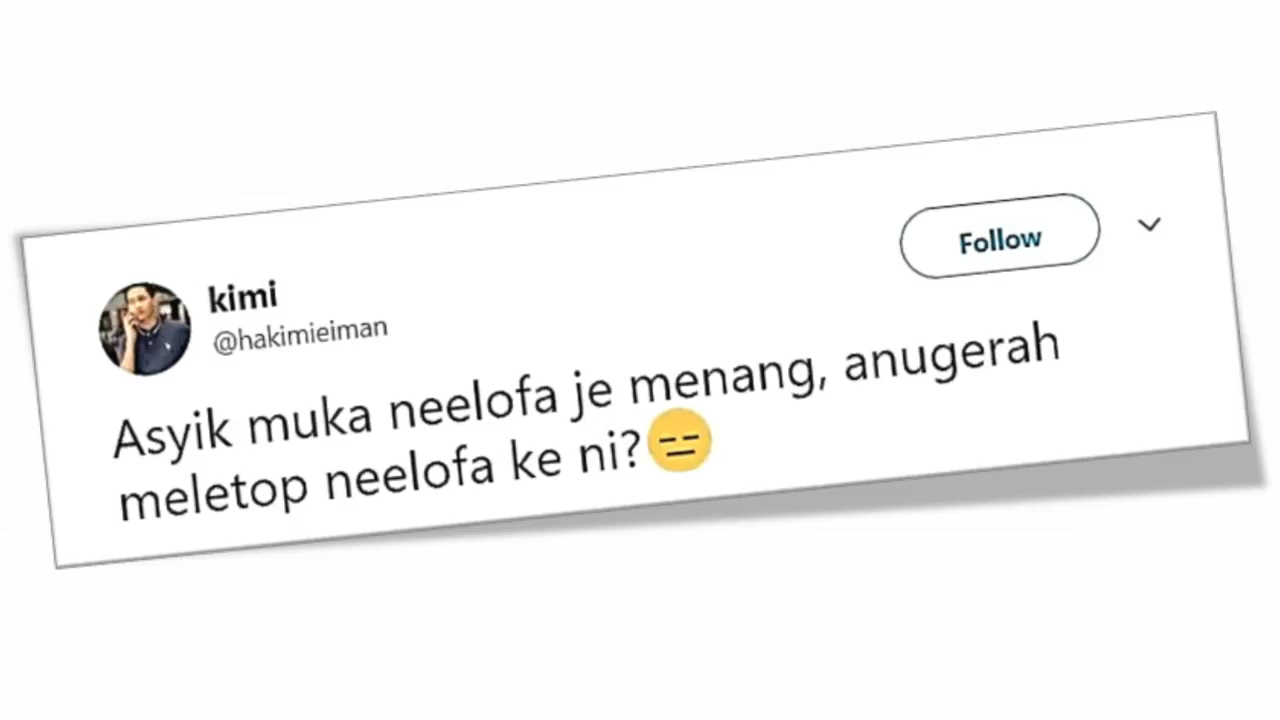 kimi
@hakimieiman
Follow
Asyik muka neelofa je menang, anugerah
meletop neelofa ke ni?😑